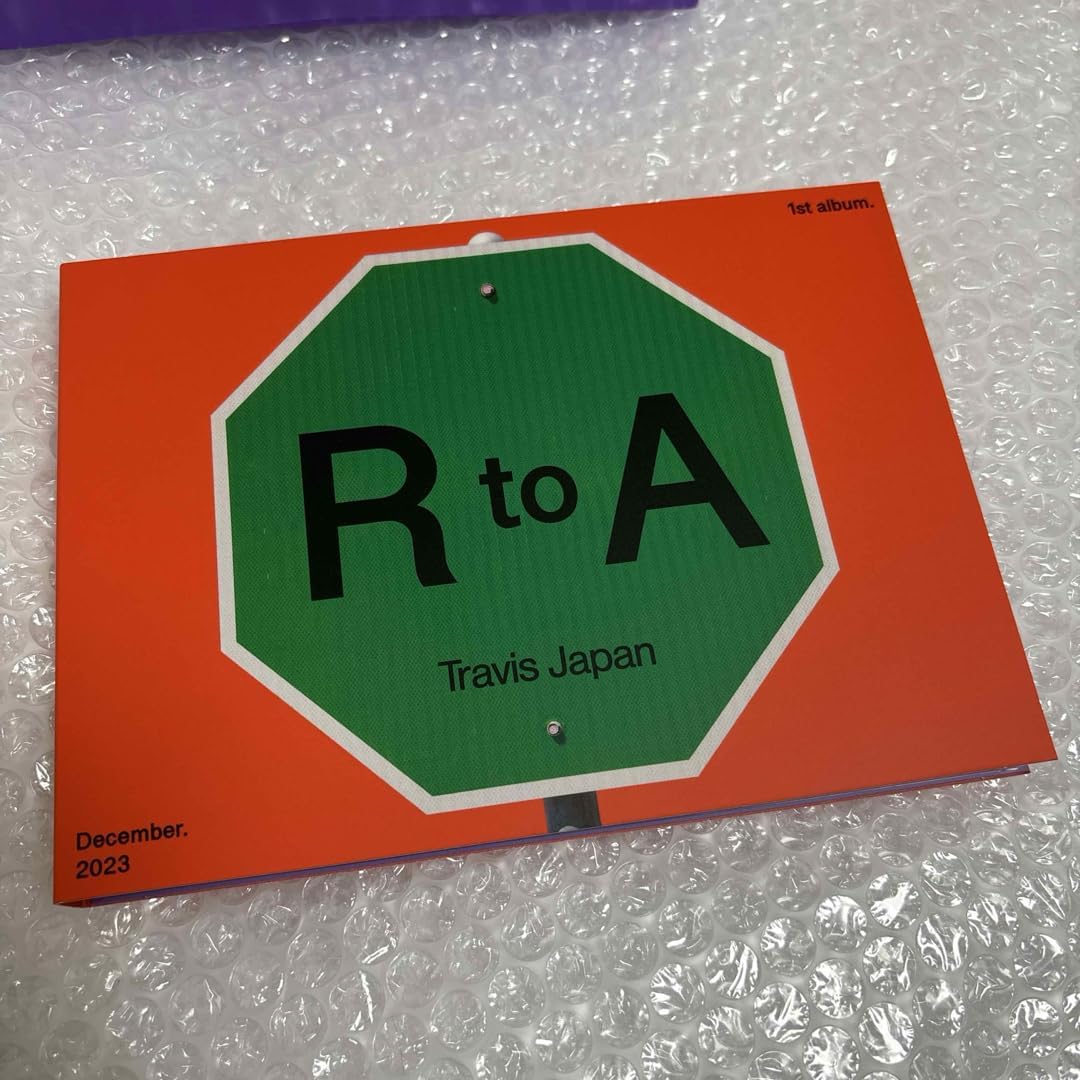 1st album.
R to A
Travis Japan
December.
2023